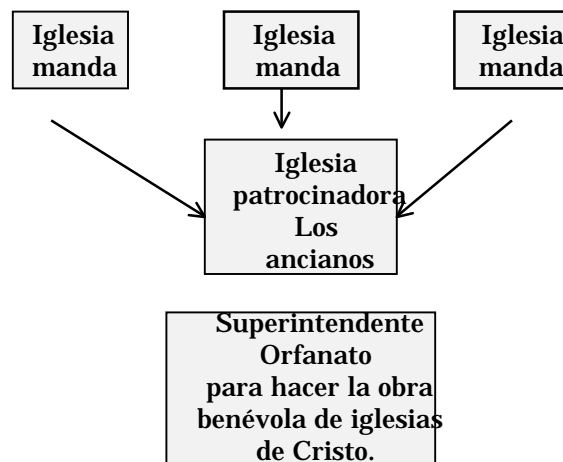 Iglesia
manda
Iglesia
manda
Iglesia
manda
Iglesia
patrocinadora
Los
ancianos
Superintendente
Orfanato
para hacer la obra
benévola de iglesias
de Cristo.